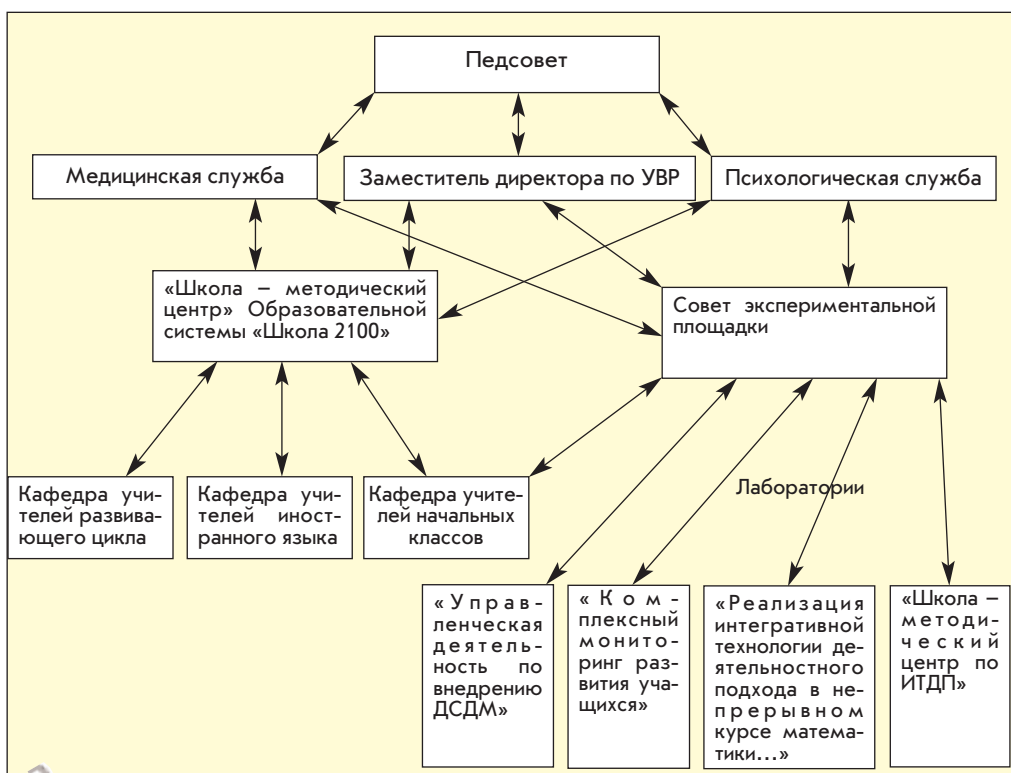 Педсовет
Медицинская служба
Заместитель директора по УВР
Психологическая служба
«Школа – методический
центр» Образовательной
системы «Школа 2100»
Совет экспериментальной
площадки
Кафедра учи-
телей развива-
ющего цикла
Кафедра учи-
телей иност-
ранного языка
Кафедра учите-
лей начальных
классов
Лаборатории
«Управ-
ленческая
деятель-
ность по
внедрению
ДСДМ»
«Ком-
плексный
монито-
ринг раз-
вития уча-
щихся»
«Реализация
интегративной
технологии де-
ятельностного
подхода в не-
прерывном
курсе матема-
тики...»
«Школа –
методи-
ческий
центр по
ИТДП»